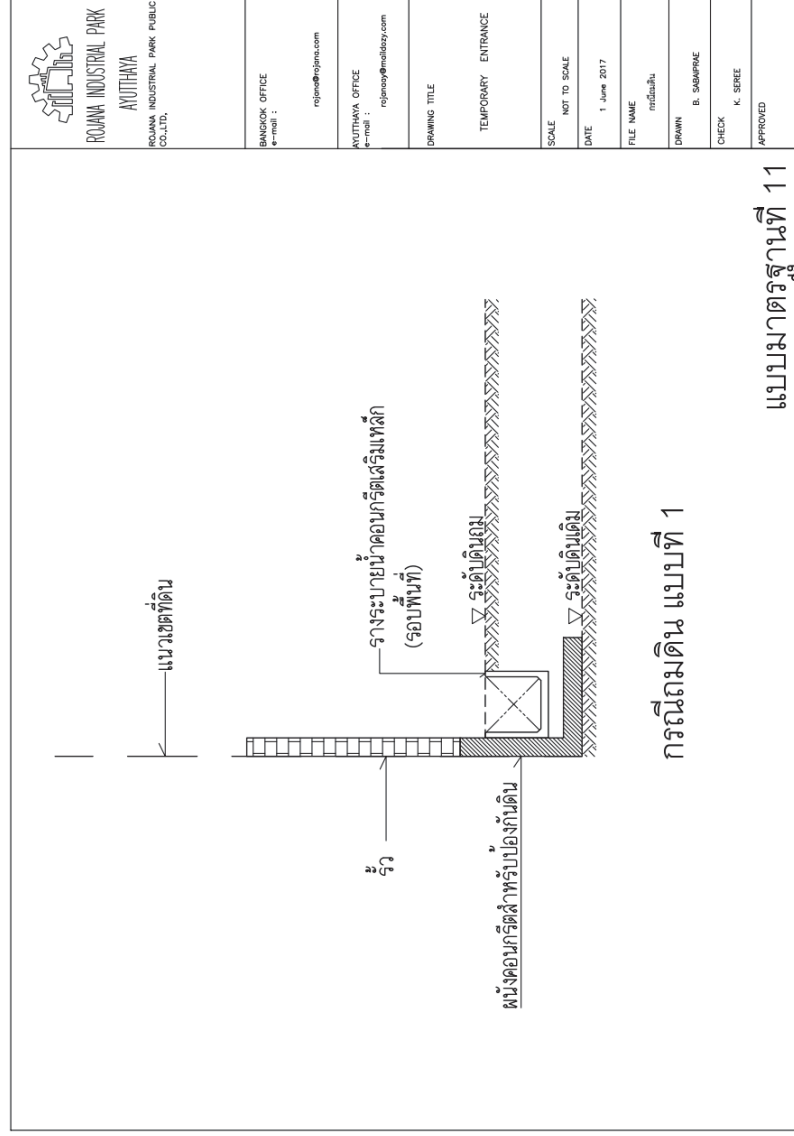 ROJANA INDUSTRIAL PARK
AYUTTHAYA
ROJANA INDUSTRIAL PARK PUBLIC
CO.,LTD.
BANGKOK OFFICE
e-mail :
rojana@rojana.com
AYUTTHAYA OFFICE
e-mail :
DRAWING TITLE
TEMPORARY ENTRANCE
SCALE
NOT TO SCALE
DATE
1 June 2017
FILE NAME
กรณีถมดิน
DRAWN
B. SABAIPRAE
CHECK
K. SEREE
APPROVED
แนวเขตที่ดิน
รั้ว
รางระบายน้ำคอนกรีตเสริมเหล็ก
(รอบพื้นที่)
ระดับดินถม
ระดับดินเดิม
ผนังคอนกรีตสำหรับป้องกันดิน
กรณีถมดิน แบบที่ 1
แบบมาตรฐานที่ 11